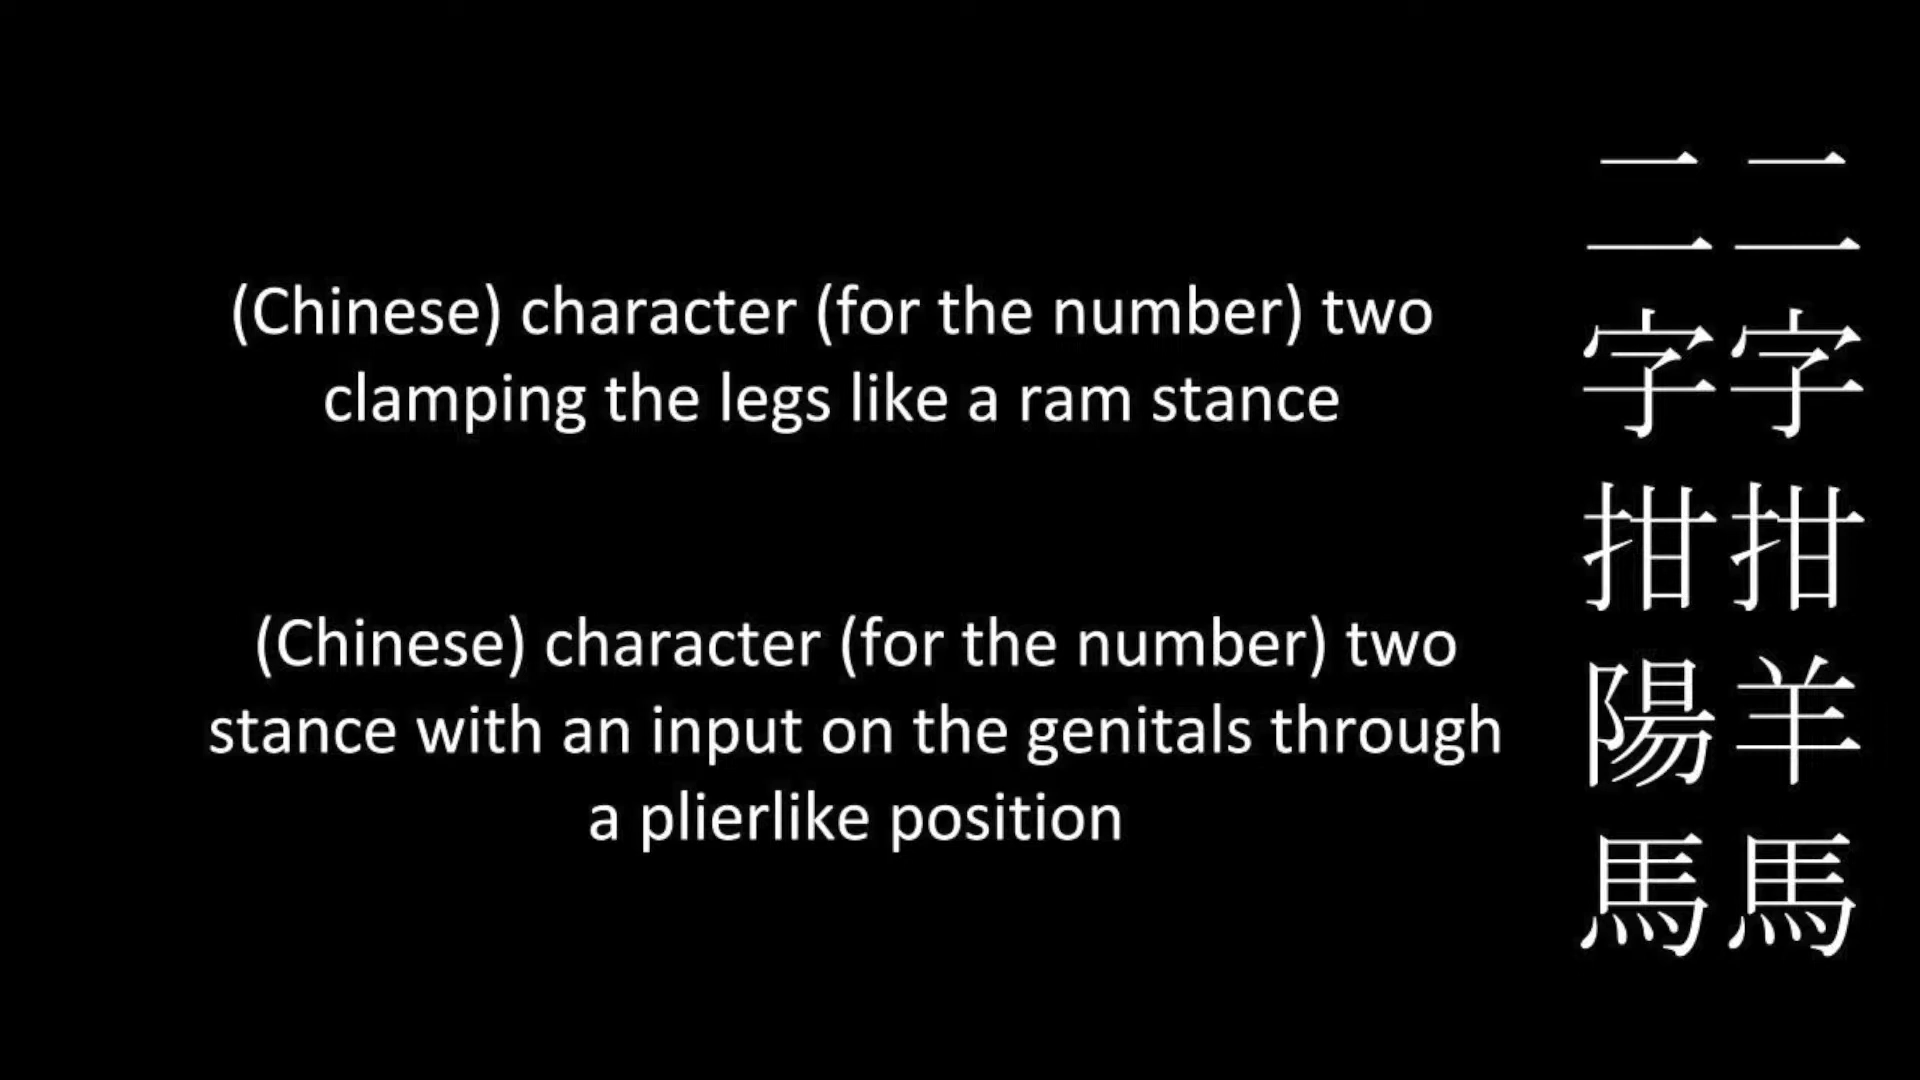 (Chinese) character (for the number) two
clamping the legs like a ram stance
(Chinese) character (for the number) two
stance with an input on the genitals through
a plierlike position
二字拑羊馬
二字拑陽馬